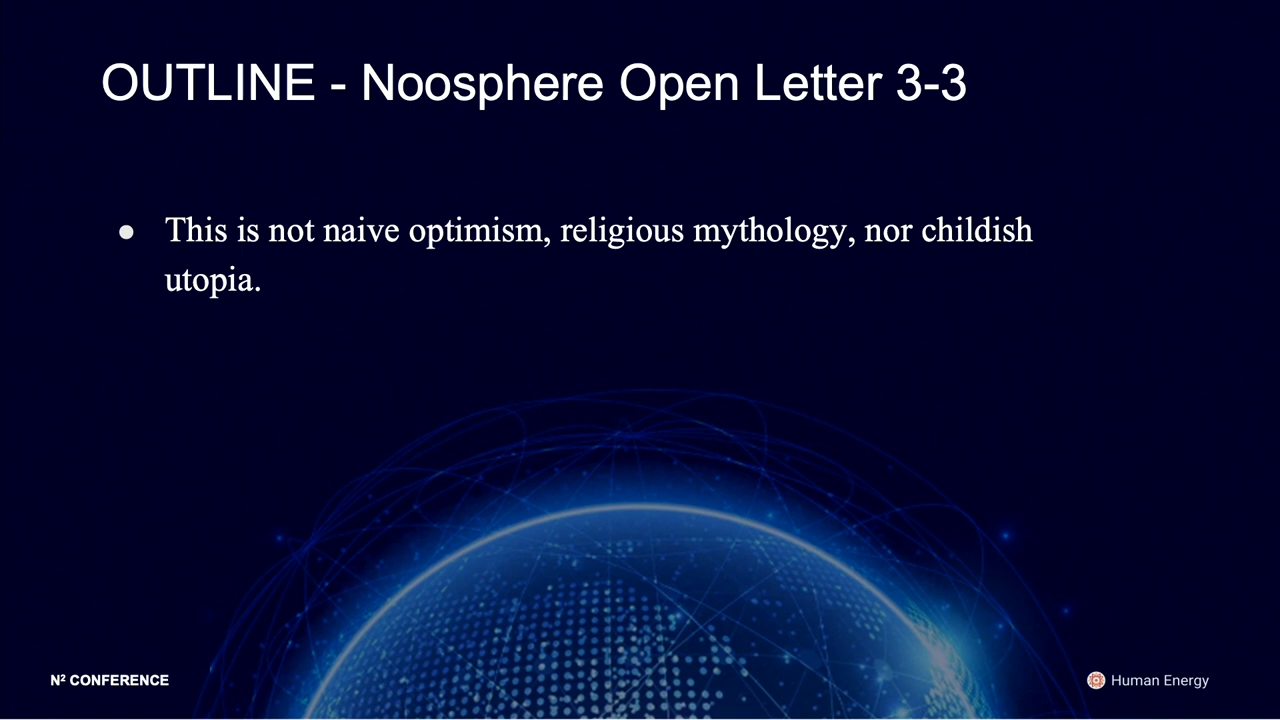 OUTLINE - Noosphere Open Letter 3-3
● This is not naive optimism, religious mythology, nor childish
utopia.
N² CONFERENCE
Human Energy